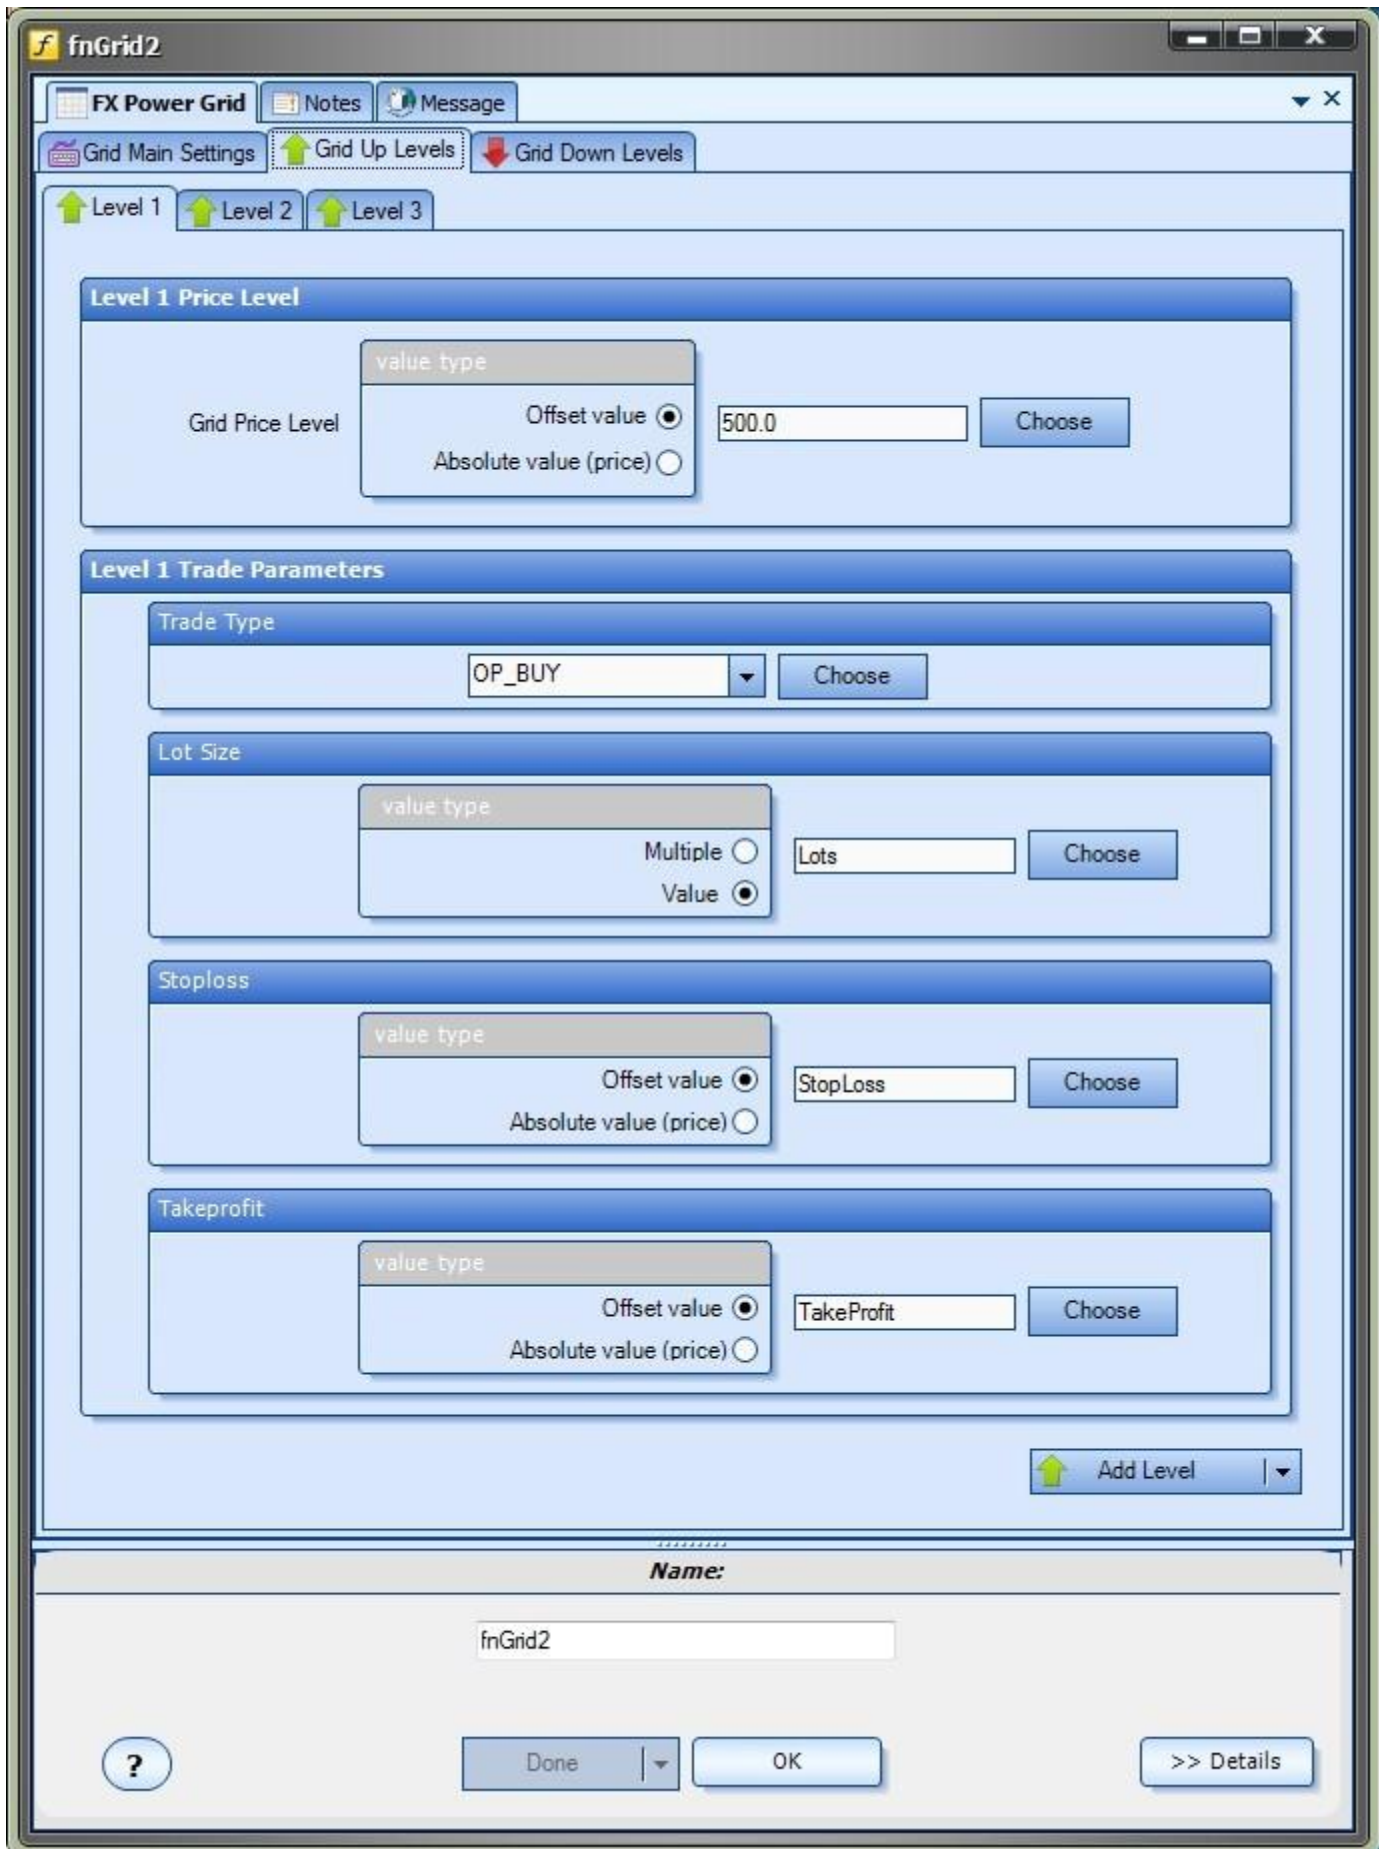 fnGrid2
FX Power Grid Notes Message
Grid Main Settings Grid Up Levels Grid Down Levels
Level 1 Level 2 Level 3
Level 1 Price Level
value type
Grid Price Level Offset value 500.0 Choose
Absolute value (price)
Level 1 Trade Parameters
Trade Type
OP_BUY Choose
Lot Size
value type
Multiple Lots Choose
Value
Stoploss
value type
Offset value StopLoss Choose
Absolute value (price)
Takeprofit
value type
Offset value TakeProfit Choose
Absolute value (price)
Add Level
Name:
fnGrid2
? Done OK >> Details